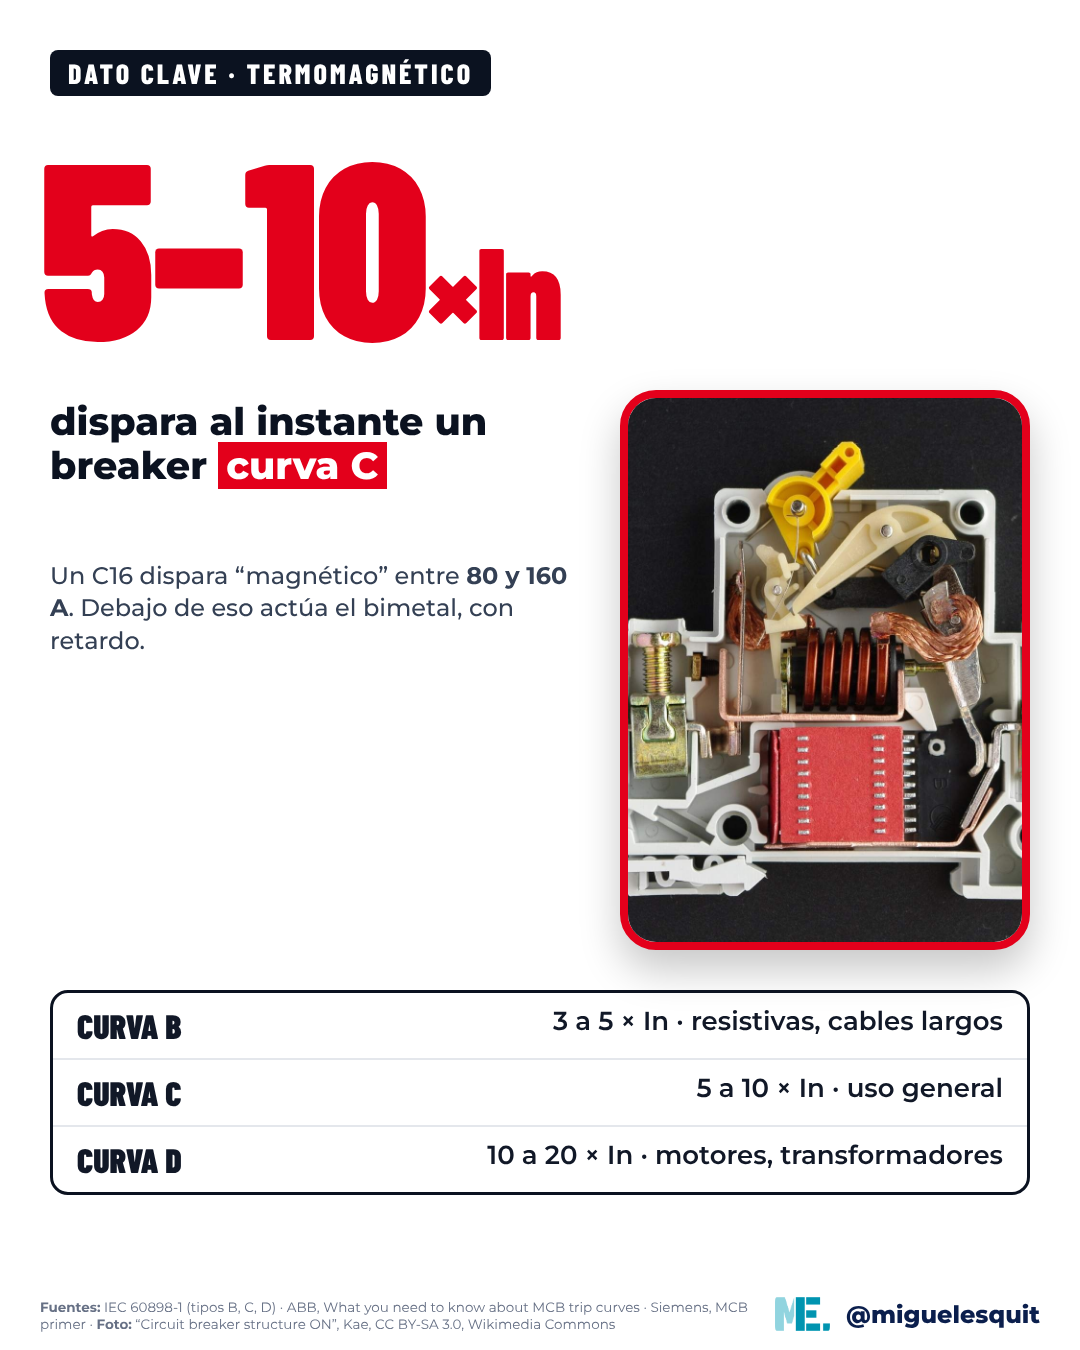 DATO CLAVE · TERMOMAGNÉTICO
5–10×In
dispara al instante un
breaker curva C
Un C16 dispara “magnético” entre 80 y 160
A. Debajo de eso actúa el bimetal, con
retardo.
CURVA B
3 a 5 × In · resistivas, cables largos
CURVA C
5 a 10 × In · uso general
CURVA D
10 a 20 × In · motores, transformadores
Fuentes: IEC 60898-1 (tipos B, C, D) · ABB, What you need to know about MCB trip curves · Siemens, MCB
primer · Foto: “Circuit breaker structure ON”, Kae, CC BY-SA 3.0, Wikimedia Commons
ME.
@miguelesquit